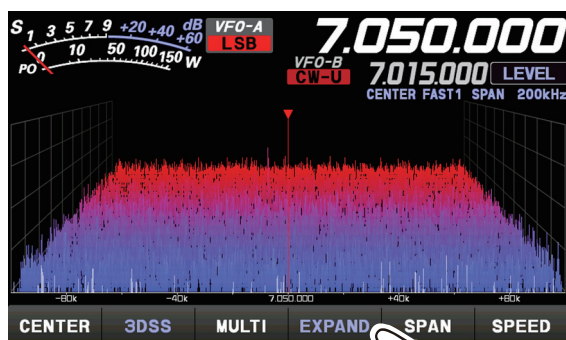 S 1 3 5 7 9 +20 +40 +60 dB
PO 0 10 50 100 150 W
VFO-A
LSB
7.050.000
VFO-B
CW-U
7.015.000
LEVEL
CENTER FAST1 SPAN 200kHz
-80k -40k 7.050.000 +40k +80k
CENTER 3DSS MULTI EXPAND SPAN SPEED